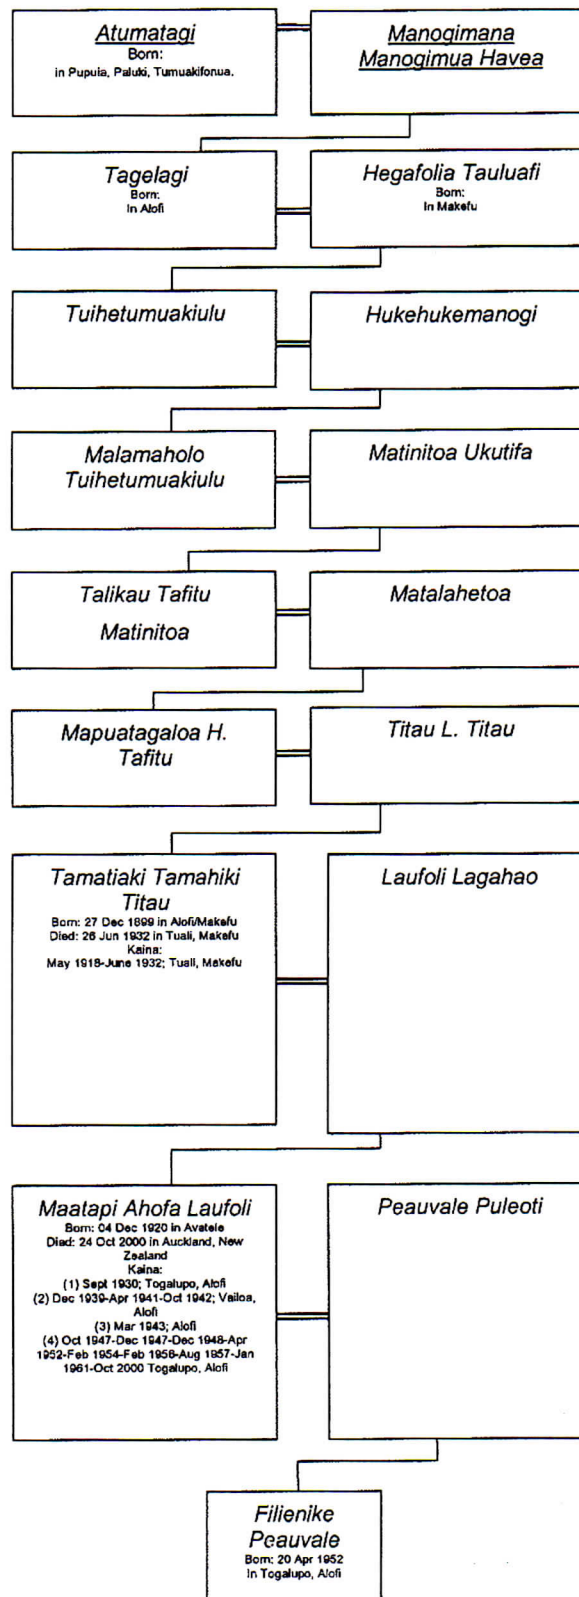 Atumatagi
Born:
in Pupuia, Paluki, Tumuakifonua.
Manogimana
Manogimua Havea
Tagelagi
Born:
In Alofi
Hegafolia Tauluafi
Born:
In Makefu
Tuihetumuakiulu
Hukehukemanogi
Malamaholo
Tuihetumuakiulu
Matinitoa Ukutifa
Talikau Tafitu
Matinitoa
Matalahetoa
Mapuatagaloa H.
Tafitu
Titau L. Titau
Tamatiaki Tamahiki
Titau
Born: 27 Dec 1899 in Alofi/Makefu
Died: 26 Jun 1932 in Tuali, Makefu
Kaina:
May 1918-June 1932; Tuali, Makefu
Laufoli Lagahao
Maatapi Ahofa Laufoli
Born: 04 Dec 1920 in Avatele
Died: 24 Oct 2000 in Auckland, New
Zealand
Kaina:
(1) Sept 1930; Togalupo, Alofi
(2) Dec 1939-Apr 1941-Oct 1942; Vailoa,
Alofi
(3) Mar 1943; Alofi
(4) Oct 1947-Dec 1947-Dec 1948-Apr
1952-Feb 1954-Feb 1956-Aug 1957-Jan
1961-Oct 2000 Togalupo, Alofi
Peauvale Puleoti
Filienike
Peauvale
Born: 20 Apr 1952
In Togalupo, Alofi